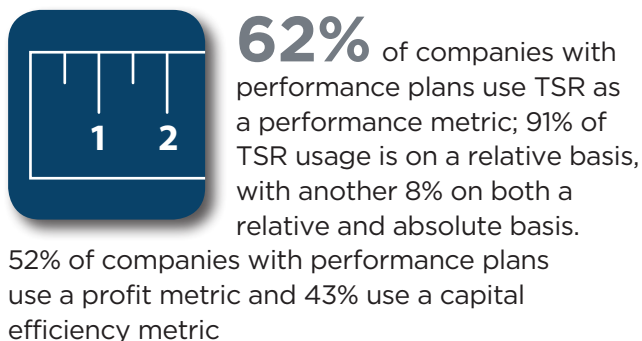 1 2
62% of companies with
performance plans use TSR as
a performance metric; 91% of
TSR usage is on a relative basis,
with another 8% on both a
relative and absolute basis.
52% of companies with performance plans
use a profit metric and 43% use a capital
efficiency metric